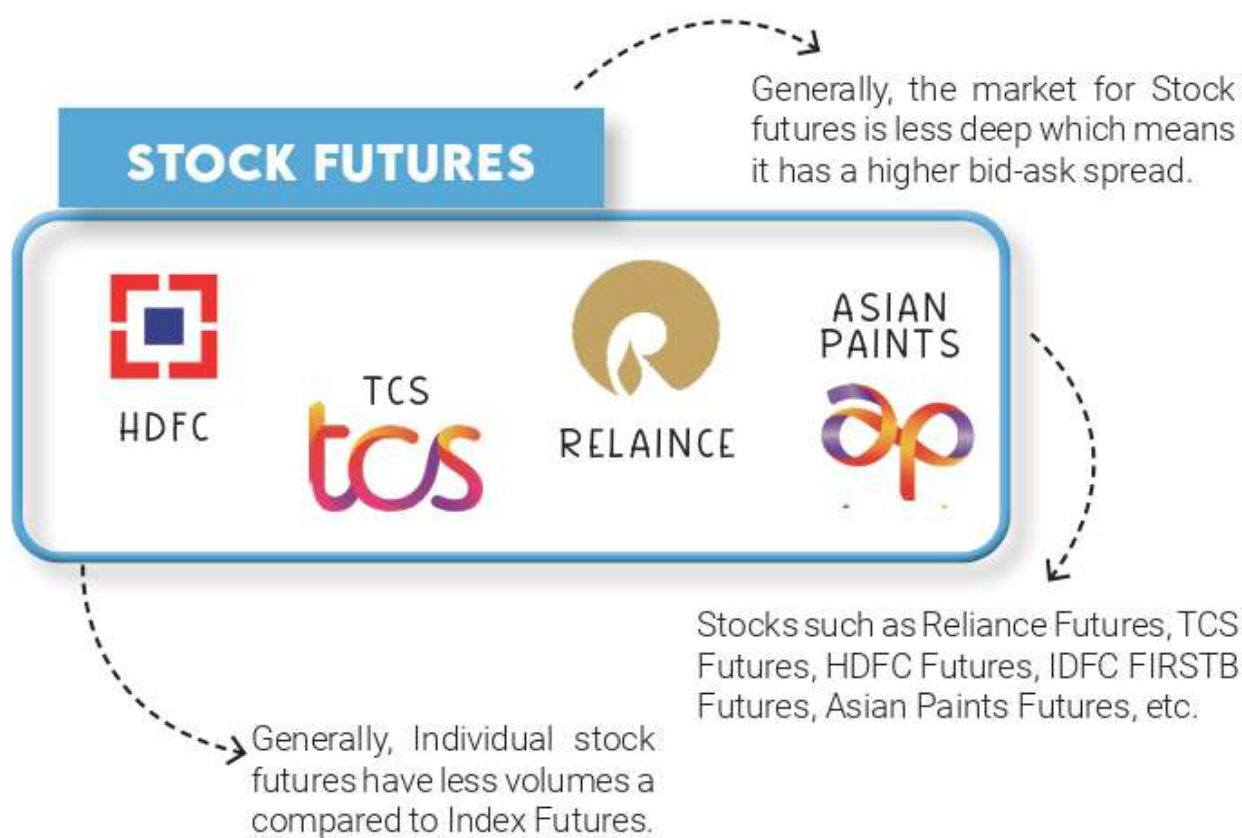 Generally, the market for Stock
futures is less deep which means
it has a higher bid-ask spread.
STOCK FUTURES
HDFC
TCS
tcs
RELAINCE
ASIAN
PAINTS
ap
Stocks such as Reliance Futures, TCS
Futures, HDFC Futures, IDFC FIRSTB
Futures, Asian Paints Futures, etc.
Generally, Individual stock
futures have less volumes a
compared to Index Futures.